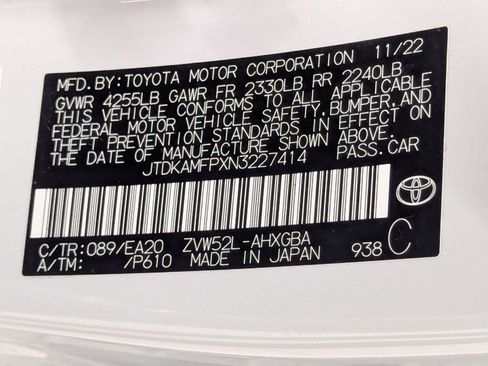 MFD.BY:TOYOTA MOTOR CORPORATION 11/22
GVWR 4255LB GAWR FR 2330LB RR 2240LB
THIS VEHICLE CONFORMS TO ALL APPLICABLE
FEDERAL MOTOR VEHICLE SAFETY,BUMPER,AND
THEFT PREVENTION STANDARDS IN EFFECT ON
THE DATE OF MANUFACTURE SHOWN ABOVE.
JTDKAMFPXN3227414 PASS.CAR
C/TR:089/EA20 ZVW52L-AHXGBA
A/TM: /P610 MADE IN JAPAN 938 C